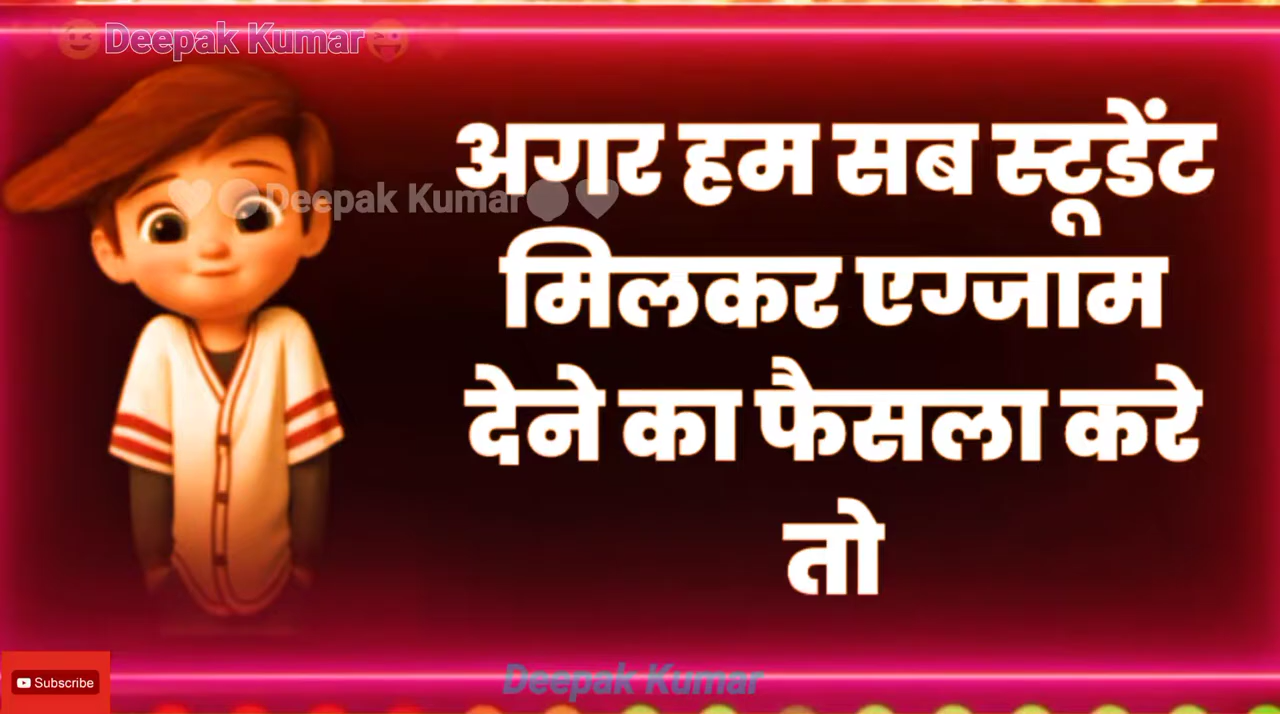 Deepak Kumar
अगर हम सब स्टूडेंट
Deepak Kumar
मिलकर एग्जाम
देने का फैसला करे
तो
Subscribe
Deepak Kumar